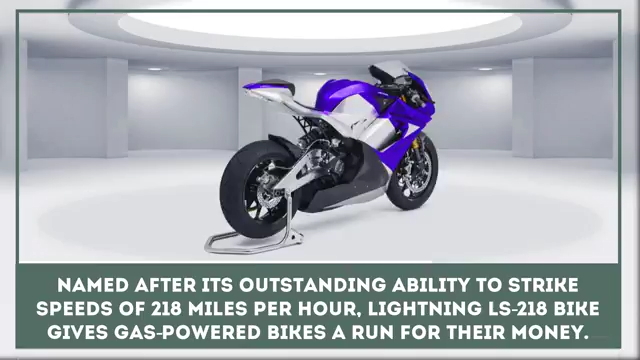 NAMED AFTER ITS OUTSTANDING ABILITY TO STRIKE
SPEEDS OF 218 MILES PER HOUR, LIGHTNING LS-218 BIKE
GIVES GAS-POWERED BIKES A RUN FOR THEIR MONEY.